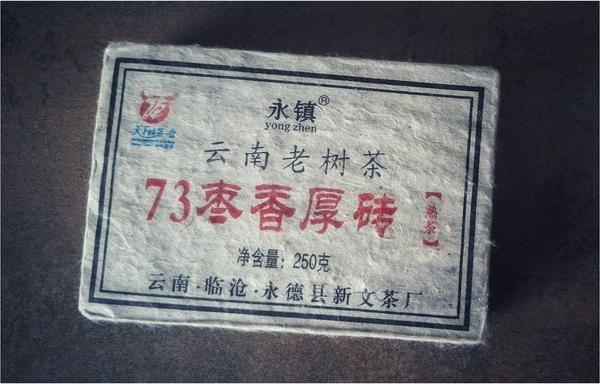 永镇®
yong zhen
云南老树茶
73枣香厚砖
【熟茶】
净含量：250克
云南·临沧·永德县新文茶厂